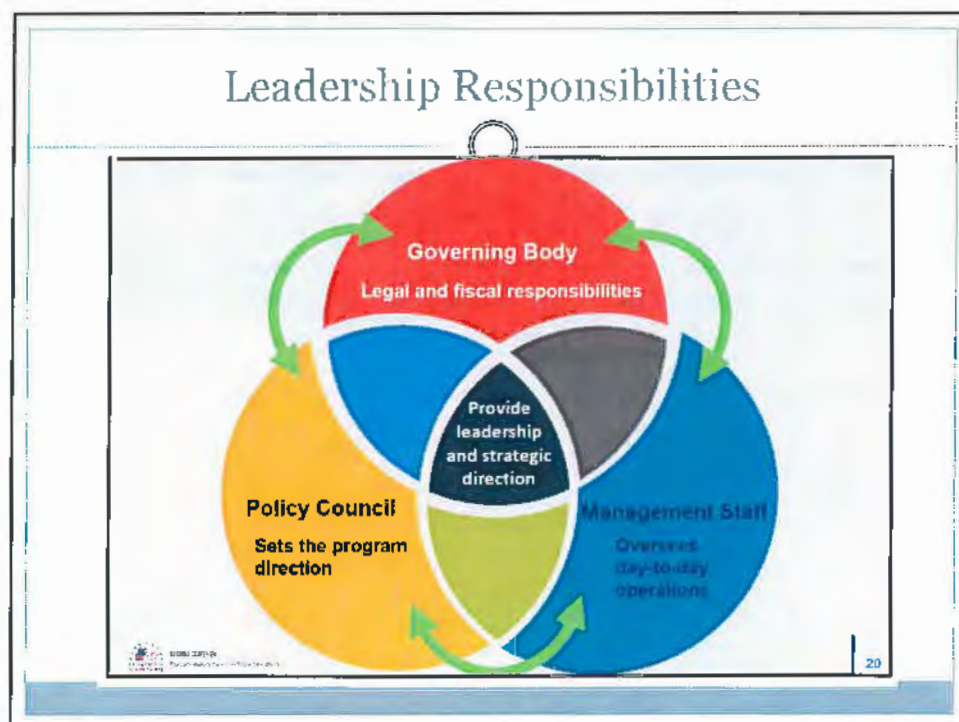 Leadership Responsibilities
Governing Body
Legal and fiscal responsibilities
Provide
leadership
and strategic
direction
Policy Council
Sets the program
direction
Management Staff
Oversees
day-to-day
operations
20